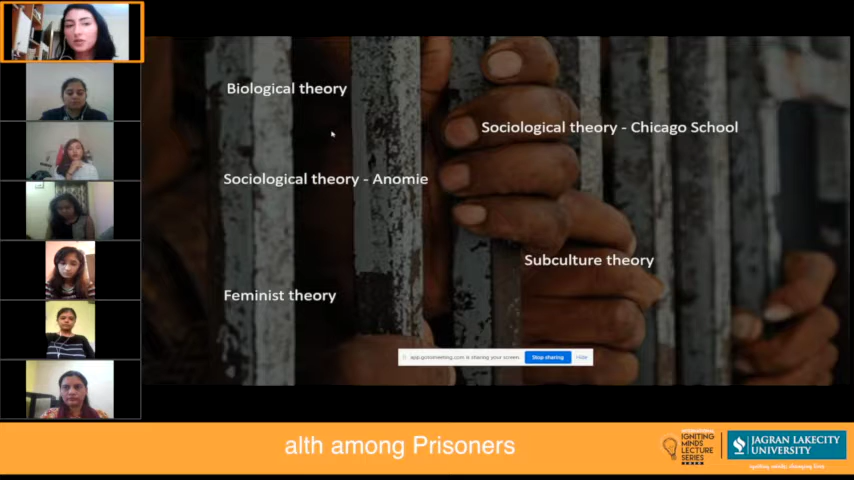 Biological theory
Sociological theory - Chicago School
Sociological theory - Anomie
Subculture theory
Feminist theory
app.gotomeeting.com is sharing your screen.
Stop sharing
Hide
alth among Prisoners
INTERNATIONAL
IGNITING
MINDS
LECTURE
SERIES
JAGRAN LAKECITY
UNIVERSITY